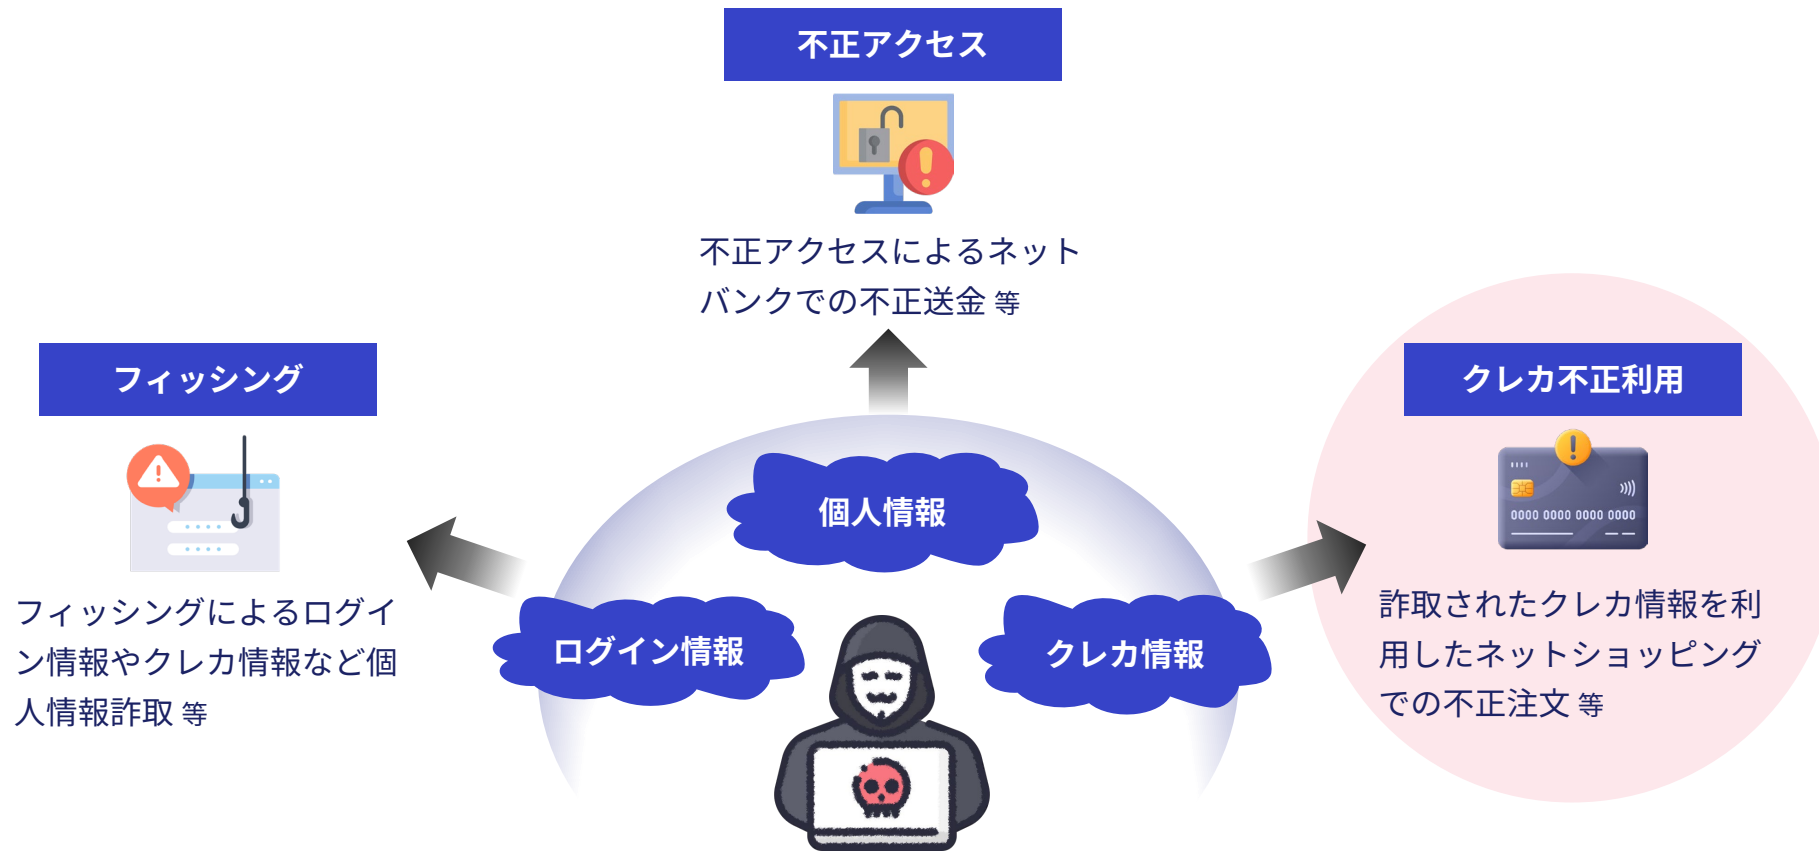 不正アクセス
不正アクセスによるネット
バンクでの不正送金 等
フィッシング
フィッシングによるログイ
ン情報やクレカ情報など個
人情報詐取 等
個人情報
ログイン情報
クレカ情報
クレカ不正利用
0000 0000 0000 0000
詐取されたクレカ情報を利
用したネットショッピング
での不正注文 等